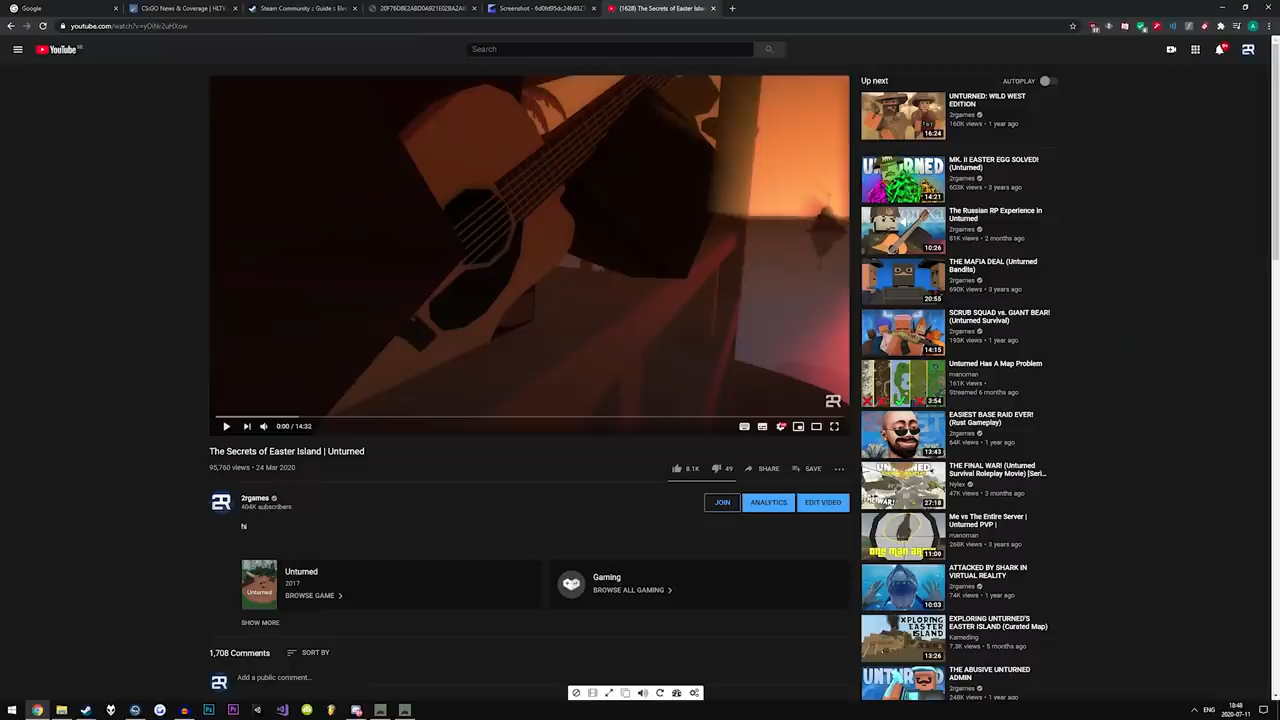 Google
CS:GO News & Coverage | HLTV
Steam Community :: Guide :: Elver
Screenshot - 6d0fd95dc24b9327
(1628) The Secrets of Easter Islan
youtube.com/watch?v=yDiNr2uHXow
YouTube SE
Search
9+
2R
Up next
AUTOPLAY
UNTURNED: WILD WEST
EDITION
2rgames
160K views • 1 year ago
16:24
MK. II EASTER EGG SOLVED!
(Unturned)
2rgames
603K views • 3 years ago
14:21
The Russian RP Experience in
Unturned
2rgames
81K views • 2 months ago
10:26
THE MAFIA DEAL (Unturned
Bandits)
2rgames
690K views • 3 years ago
20:55
SCRUB SQUAD vs. GIANT BEAR!
(Unturned Survival)
2rgames
193K views • 1 year ago
14:15
Unturned Has A Map Problem
manoman
161K views •
Streamed 6 months ago
3:54
EASIEST BASE RAID EVER!
(Rust Gameplay)
2rgames
64K views • 1 year ago
13:43
THE FINAL WAR! (Unturned
Survival Roleplay Movie) [Seri...
Nylex
47K views • 3 months ago
27:18
Me vs The Entire Server |
Unturned PVP |
manoman
268K views • 3 years ago
11:00
ATTACKED BY SHARK IN
VIRTUAL REALITY
2rgames
74K views • 1 year ago
10:03
EXPLORING UNTURNED'S
EASTER ISLAND (Curated Map)
Kameding
7.3K views • 5 months ago
13:26
THE ABUSIVE UNTURNED
ADMIN
2rgames
248K views • 1 year ago
2R
0:00 / 14:32
The Secrets of Easter Island | Unturned
95,760 views • 24 Mar 2020
8.1K
49
SHARE
SAVE
2R
2rgames
404K subscribers
JOIN
ANALYTICS
EDIT VIDEO
hi
Unturned
Unturned
2017
BROWSE GAME
Gaming
BROWSE ALL GAMING
SHOW MORE
1,708 Comments
SORT BY
2R
Add a public comment...
ENG
18:48
2020-07-11